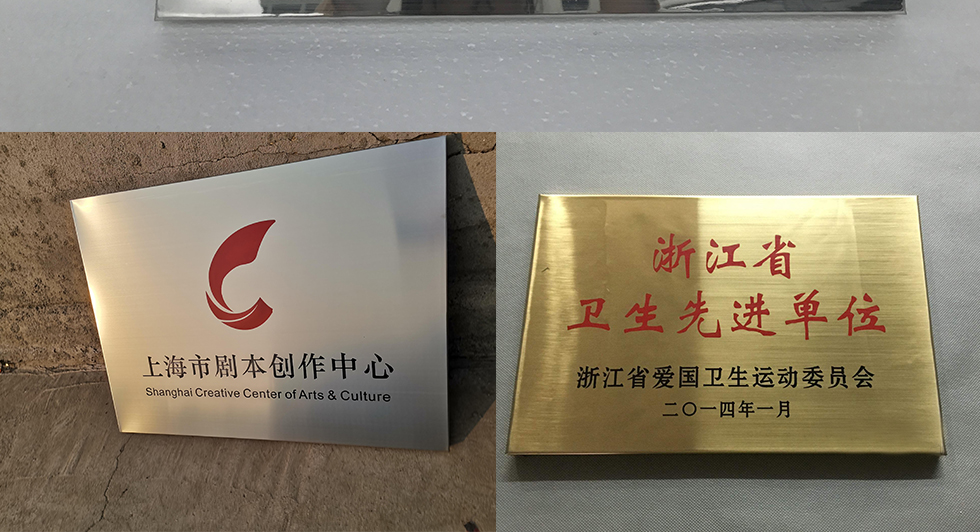 上海市剧本创作中心
Shanghai Creative Center of Arts & Culture
浙江省
卫生先进单位
浙江省爱国卫生运动委员会
二〇一四年一月